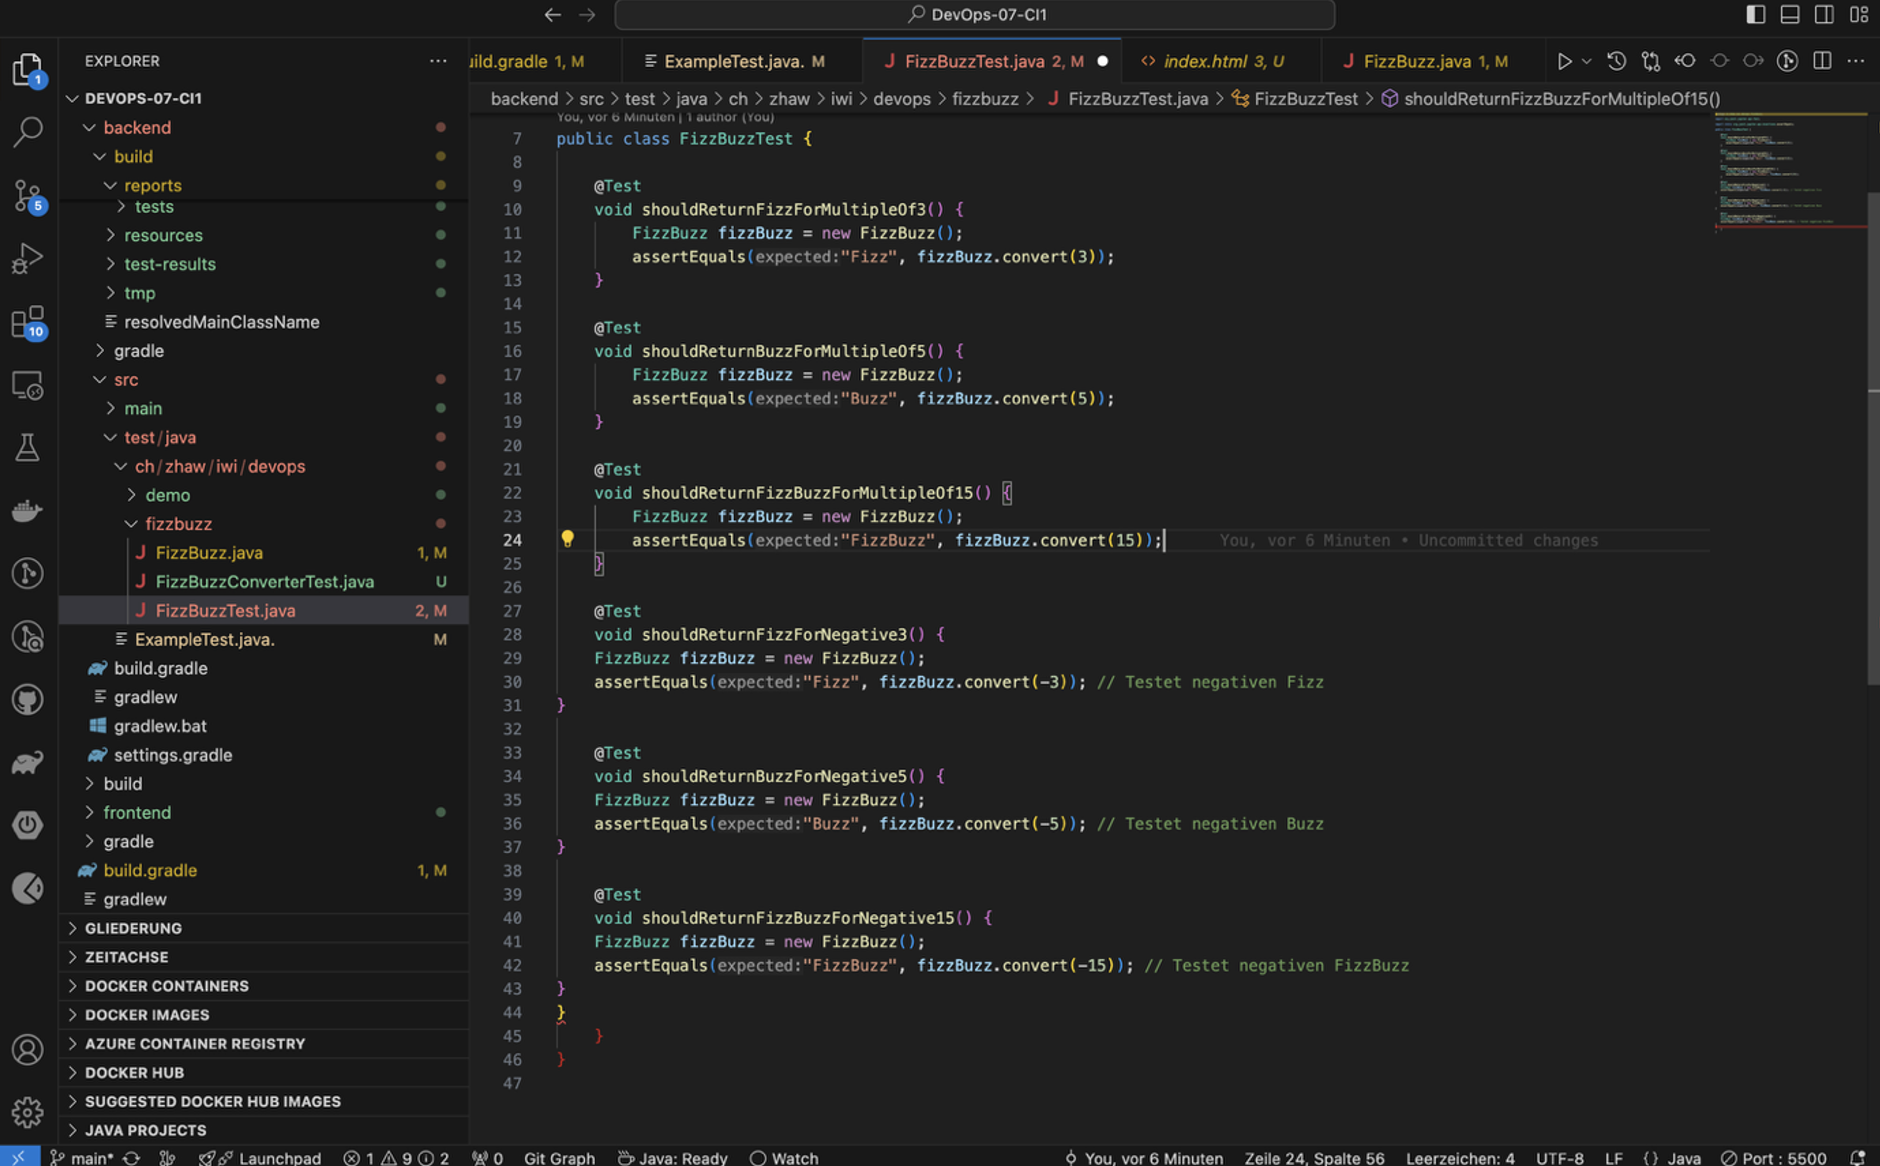 DevOps-07-CI1
EXPLORER
DEVOPS-07-CI1
backend
build
reports
tests
resources
test-results
tmp
resolvedMainClassName
gradle
src
main
test/java
ch/zhaw/iwi/devops
demo
fizzbuzz
FizzBuzz.java 1, M
FizzBuzzConverterTest.java U
FizzBuzzTest.java 2, M
ExampleTest.java. M
build.gradle
gradlew
gradlew.bat
settings.gradle
build
frontend
gradle
build.gradle 1, M
gradlew
GLIEDERUNG
ZEITACHSE
DOCKER CONTAINERS
DOCKER IMAGES
AZURE CONTAINER REGISTRY
DOCKER HUB
SUGGESTED DOCKER HUB IMAGES
JAVA PROJECTS
1
5
10
uild.gradle 1, M ExampleTest.java. M FizzBuzzTest.java 2, M index.html 3, U FizzBuzz.java 1, M
backend > src > test > java > ch > zhaw > iwi > devops > fizzbuzz > FizzBuzzTest.java > FizzBuzzTest > shouldReturnFizzBuzzForMultipleOf15()
You, vor 6 Minuten | 1 author (You)
7 public class FizzBuzzTest {
8
9 @Test
10 void shouldReturnFizzForMultipleOf3() {
11 FizzBuzz fizzBuzz = new FizzBuzz();
12 assertEquals(expected:"Fizz", fizzBuzz.convert(3));
13 }
14
15 @Test
16 void shouldReturnBuzzForMultipleOf5() {
17 FizzBuzz fizzBuzz = new FizzBuzz();
18 assertEquals(expected:"Buzz", fizzBuzz.convert(5));
19 }
20
21 @Test
22 void shouldReturnFizzBuzzForMultipleOf15() {
23 FizzBuzz fizzBuzz = new FizzBuzz();
24 assertEquals(expected:"FizzBuzz", fizzBuzz.convert(15)); You, vor 6 Minuten • Uncommitted changes
25 }
26
27 @Test
28 void shouldReturnFizzForNegative3() {
29 FizzBuzz fizzBuzz = new FizzBuzz();
30 assertEquals(expected:"Fizz", fizzBuzz.convert(-3)); // Testet negativen Fizz
31 }
32
33 @Test
34 void shouldReturnBuzzForNegative5() {
35 FizzBuzz fizzBuzz = new FizzBuzz();
36 assertEquals(expected:"Buzz", fizzBuzz.convert(-5)); // Testet negativen Buzz
37 }
38
39 @Test
40 void shouldReturnFizzBuzzForNegative15() {
41 FizzBuzz fizzBuzz = new FizzBuzz();
42 assertEquals(expected:"FizzBuzz", fizzBuzz.convert(-15)); // Testet negativen FizzBuzz
43 }
44 }
45 }
46 }
47
main* Launchpad 1 9 2 0 Git Graph Java: Ready Watch You, vor 6 Minuten Zeile 24, Spalte 56 Leerzeichen: 4 UTF-8 LF {} Java Port : 5500